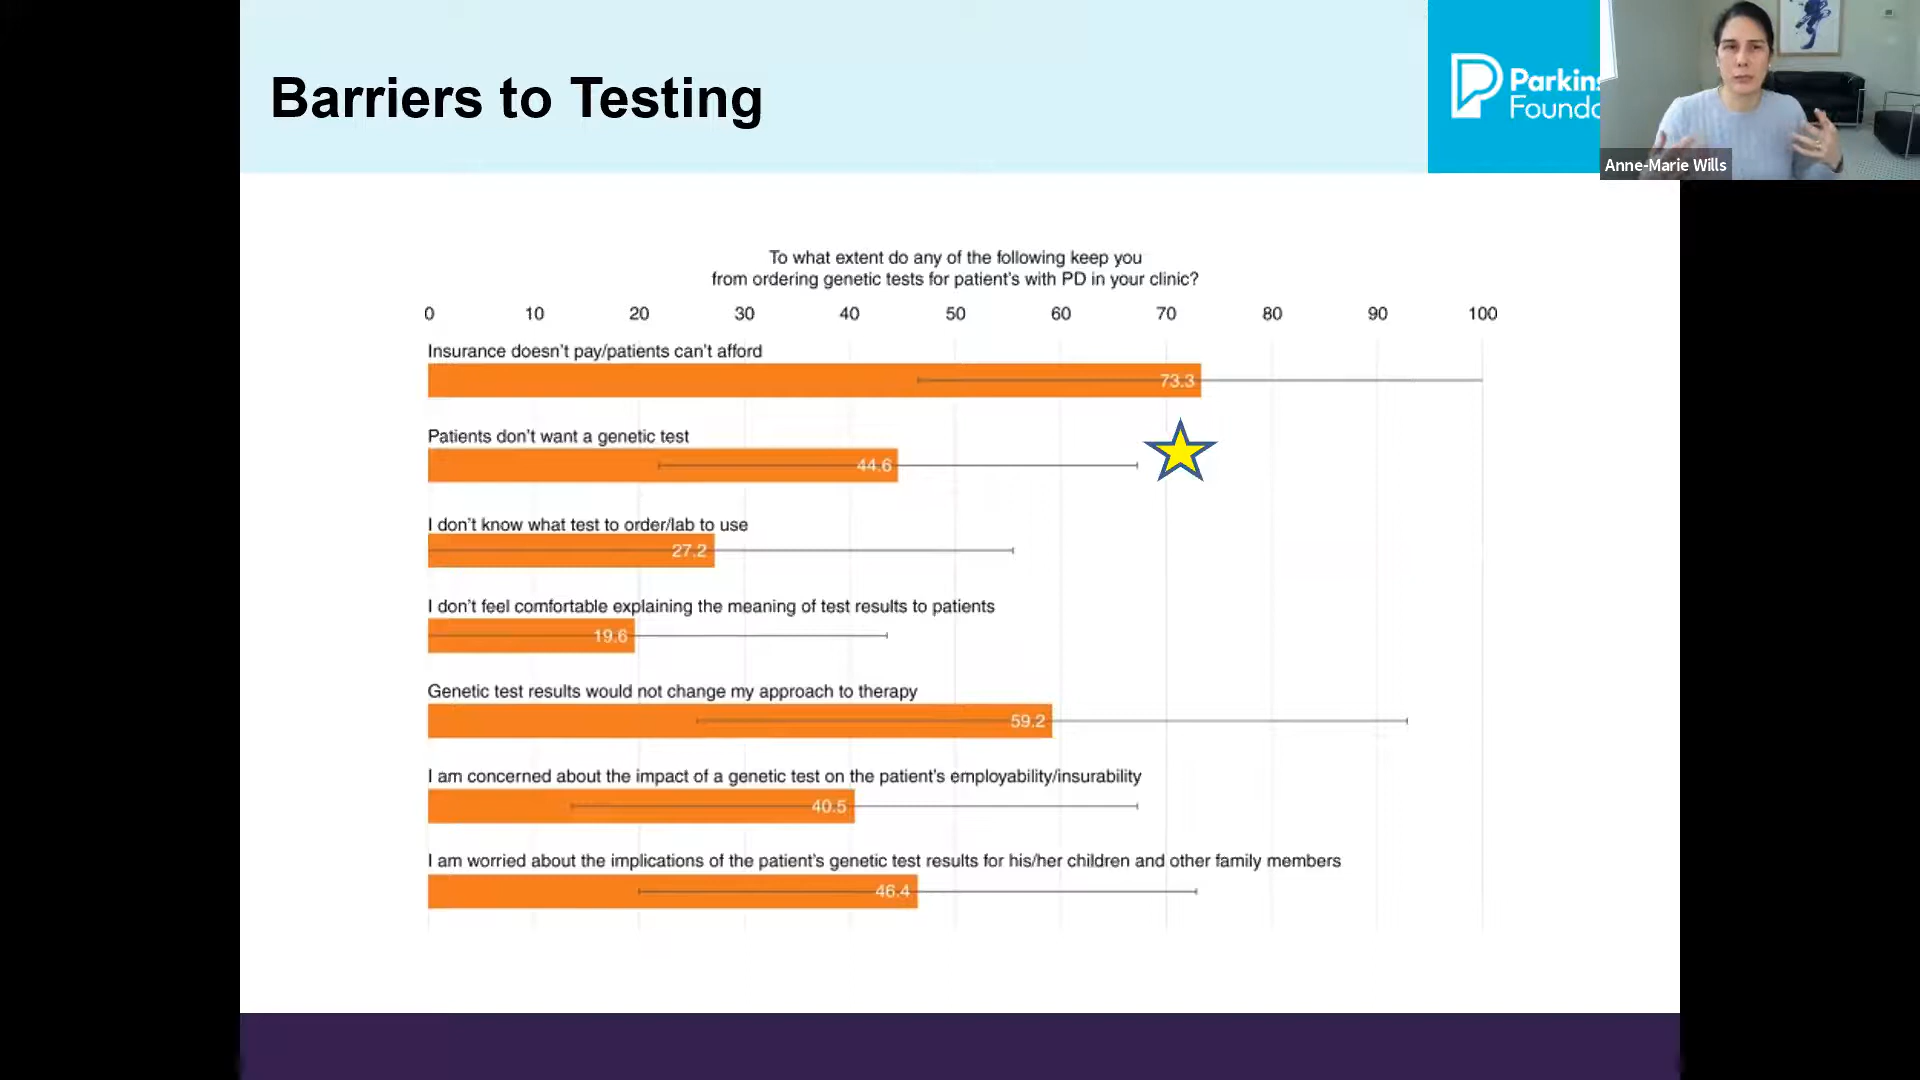 Barriers to Testing
Parkins
Founda
Anne-Marie Wills
To what extent do any of the following keep you
from ordering genetic tests for patient's with PD in your clinic?
0 10 20 30 40 50 60 70 80 90 100
Insurance doesn't pay/patients can't afford
73.3
Patients don't want a genetic test
44.6
I don't know what test to order/lab to use
27.2
I don't feel comfortable explaining the meaning of test results to patients
19.6
Genetic test results would not change my approach to therapy
59.2
I am concerned about the impact of a genetic test on the patient's employability/insurability
40.5
I am worried about the implications of the patient's genetic test results for his/her children and other family members
46.4